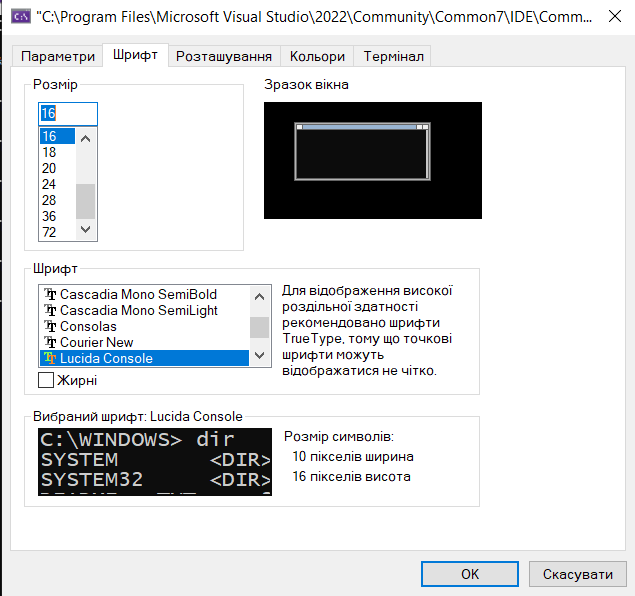 "C:\Program Files\Microsoft Visual Studio\2022\Community\Common7\IDE\Comm...
Параметри
Шрифт
Розташування
Кольори
Термінал
Розмір
16
16
18
20
24
28
36
72
Зразок вікна
Шрифт
Cascadia Mono SemiBold
Cascadia Mono SemiLight
Consolas
Courier New
Lucida Console
Жирні
Для відображення високої
роздільної здатності
рекомендовано шрифти
TrueType, тому що точкові
шрифти можуть
відображатися не чітко.
Вибраний шрифт: Lucida Console
C:\WINDOWS> dir
SYSTEM <DIR>
SYSTEM32 <DIR>
Розмір символів:
10 пікселів ширина
16 пікселів висота
OK
Скасувати